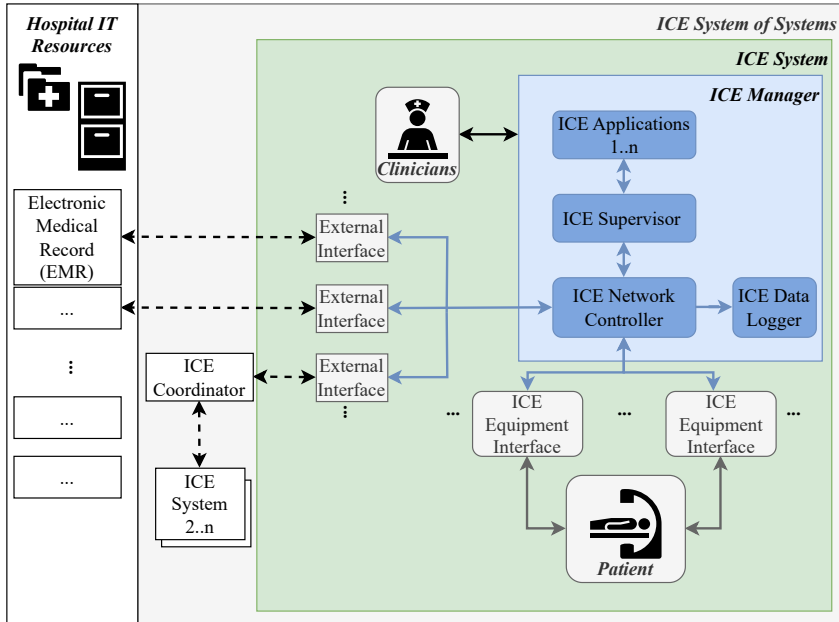 Hospital IT
Resources
Electronic
Medical
Record
(EMR)
...
...
...
...
ICE System of Systems
ICE System
ICE Manager
Clinicians
ICE Applications
1..n
ICE Supervisor
ICE Network
Controller
ICE Data
Logger
...
External
Interface
External
Interface
External
Interface
...
ICE
Coordinator
ICE
System
2..n
...
ICE
Equipment
Interface
...
ICE
Equipment
Interface
...
Patient